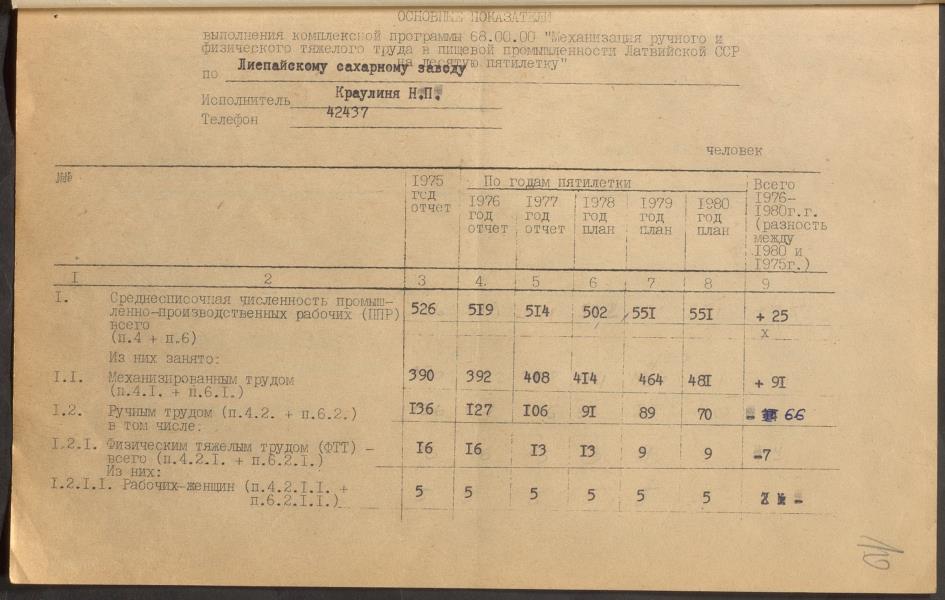 ОСНОВНЫЕ ПОКАЗАТЕЛИ
выполнения комплексной программы 68.00.00 "Механизация ручного и
физического тяжелого труда в пищевой промышленности Латвийской ССР
на десятую пятилетку"
по Лиепайскому сахарному заводу
Исполнитель Краулиня Н.П.
Телефон 42437
человек
№№ 1975 год отчет По годам пятилетки Всего 1976-1980г.г. (разность между 1980 и 1975г.)
1976 год отчет 1977 год отчет 1978 год план 1979 год план 1980 год план
I 2 3 4. 5 6 7 8 9
I. Среднесписочная численность промыш-
ленно-производственных рабочих (ППР) 526 519 514 502 551 551 + 25
всего х
(п.4 + п.6)
Из них занято:
I.I. Механизированным трудом 390 392 408 414 464 481 + 91
(п.4.I. + п.6.I.)
I.2. Ручным трудом (п.4.2. + п.6.2.) 136 127 106 91 89 70 - 66
в том числе:
I.2.I. Физическим тяжелым трудом (ФТТ) - 16 16 13 13 9 9 -7
всего (п.4.2.I. + п.6.2.I.)
Из них:
I.2.I.I. Рабочих-женщин (п.4.2.I.I. + 5 5 5 5 5 5 -
п.6.2.I.I.)